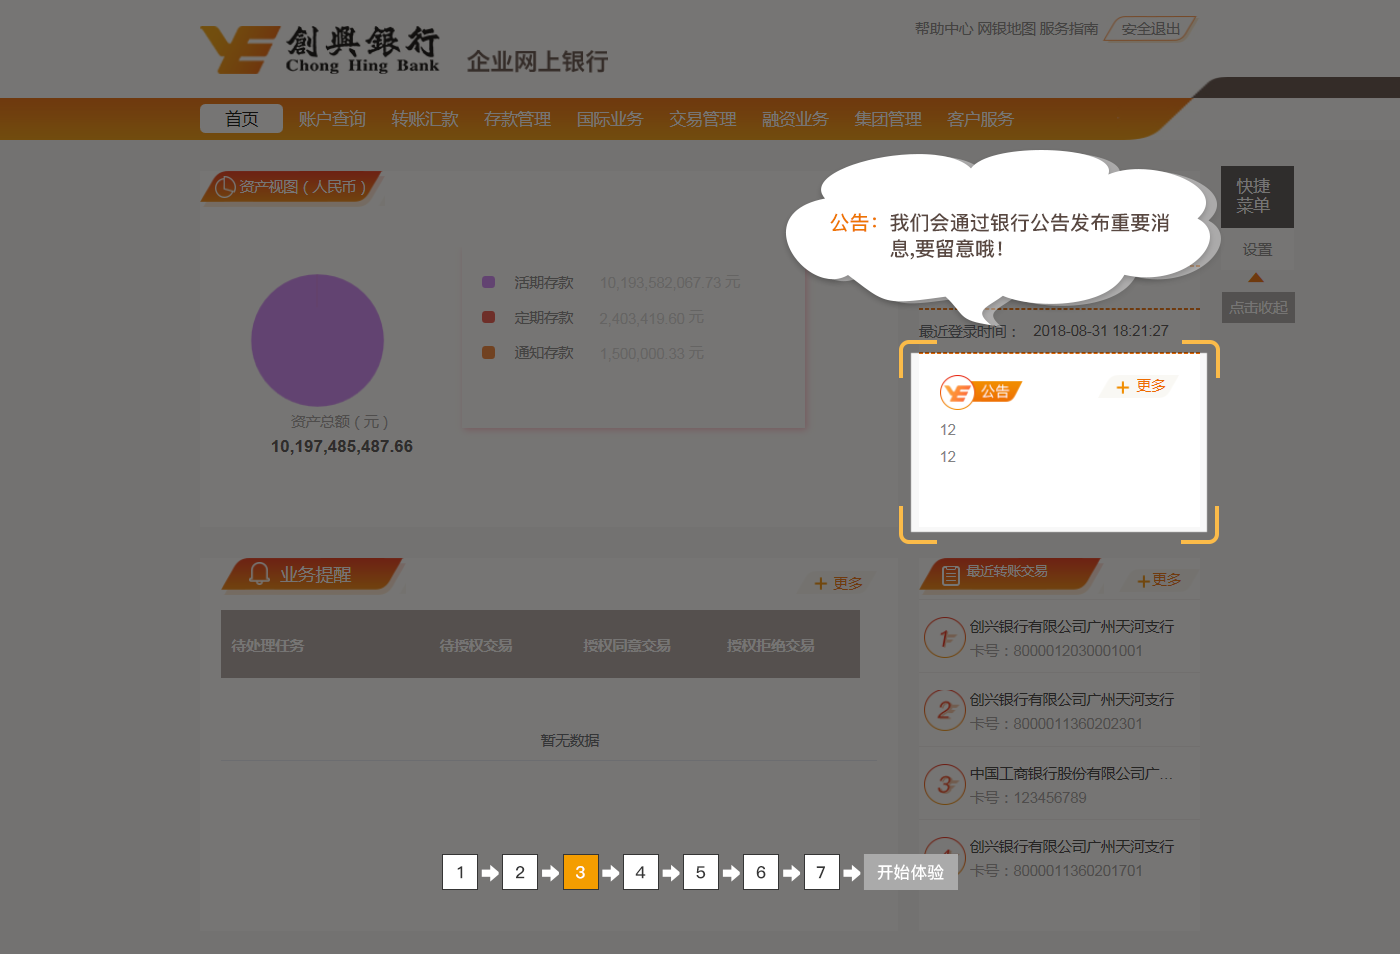 創興銀行
Chong Hing Bank
企业网上银行
帮助中心 网银地图 服务指南 安全退出
首页 账户查询 转账汇款 存款管理 国际业务 交易管理 融资业务 集团管理 客户服务
资产视图（人民币）
活期存款 10,193,582,067.73 元
定期存款 2,403,419.60 元
通知存款 1,500,000.33 元
资产总额（元）
10,197,485,487.66
公告：我们会通过银行公告发布重要消
息,要留意哦！
最近登录时间： 2018-08-31 18:21:27
快捷
菜单
设置
点击收起
公告 + 更多
12
12
业务提醒 + 更多
待处理任务 待授权交易 授权同意交易 授权拒绝交易
暂无数据
最近转账交易 +更多
1 创兴银行有限公司广州天河支行
卡号：8000012030001001
2 创兴银行有限公司广州天河支行
卡号：8000011360202301
3 中国工商银行股份有限公司广...
卡号：123456789
4 创兴银行有限公司广州天河支行
卡号：8000011360201701
1 2 3 4 5 6 7 开始体验